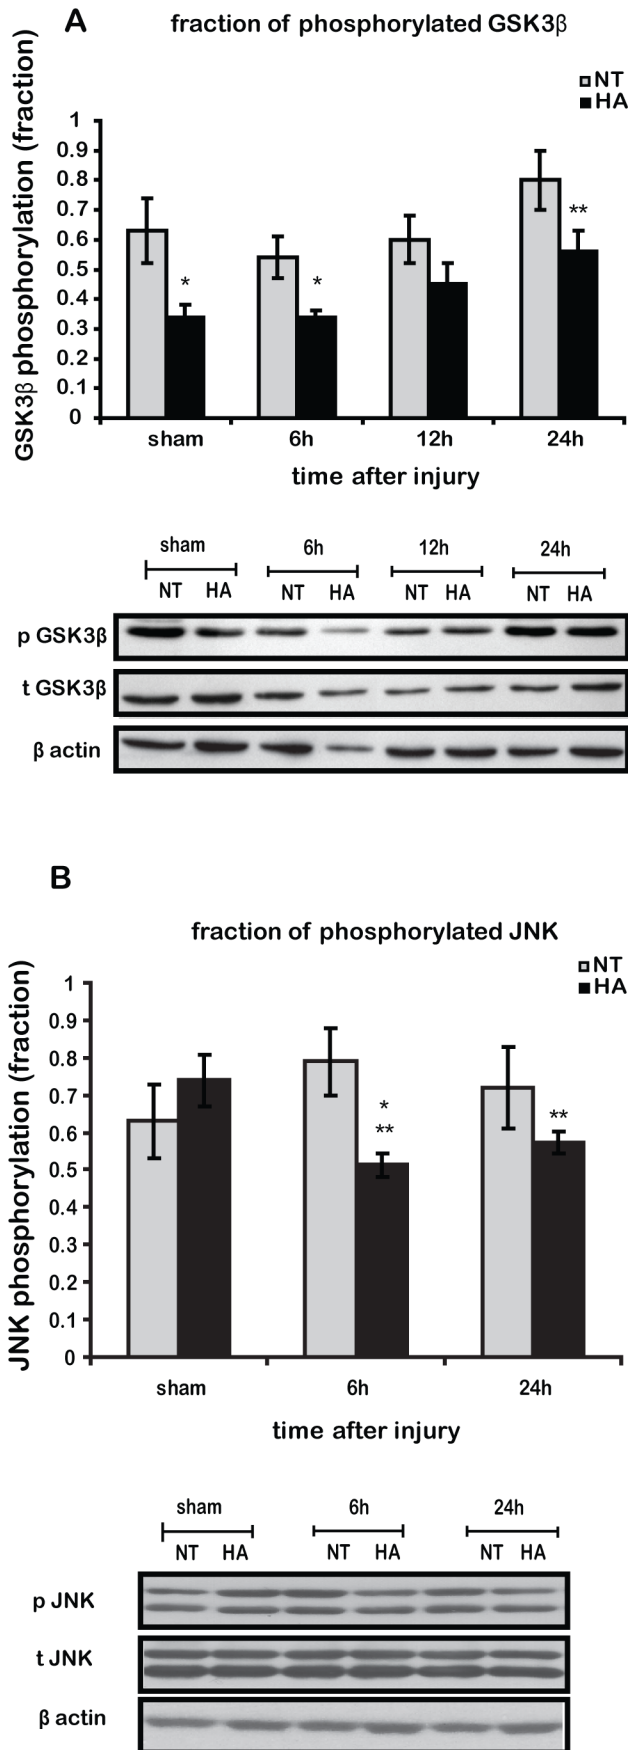 A
fraction of phosphorylated GSK3β
NT
HA
GSK3β phosphorylation (fraction)
1
0.9
0.8
0.7
0.6
0.5
0.4
0.3
0.2
0.1
0
*
*
**
sham 6h 12h 24h
time after injury
sham 6h 12h 24h
NT HA NT HA NT HA NT HA
p GSK3β
t GSK3β
β actin
B
fraction of phosphorylated JNK
NT
HA
JNK phosphorylation (fraction)
1
0.9
0.8
0.7
0.6
0.5
0.4
0.3
0.2
0.1
0
*
**
**
sham 6h 24h
time after injury
sham 6h 24h
NT HA NT HA NT HA
p JNK
t JNK
β actin